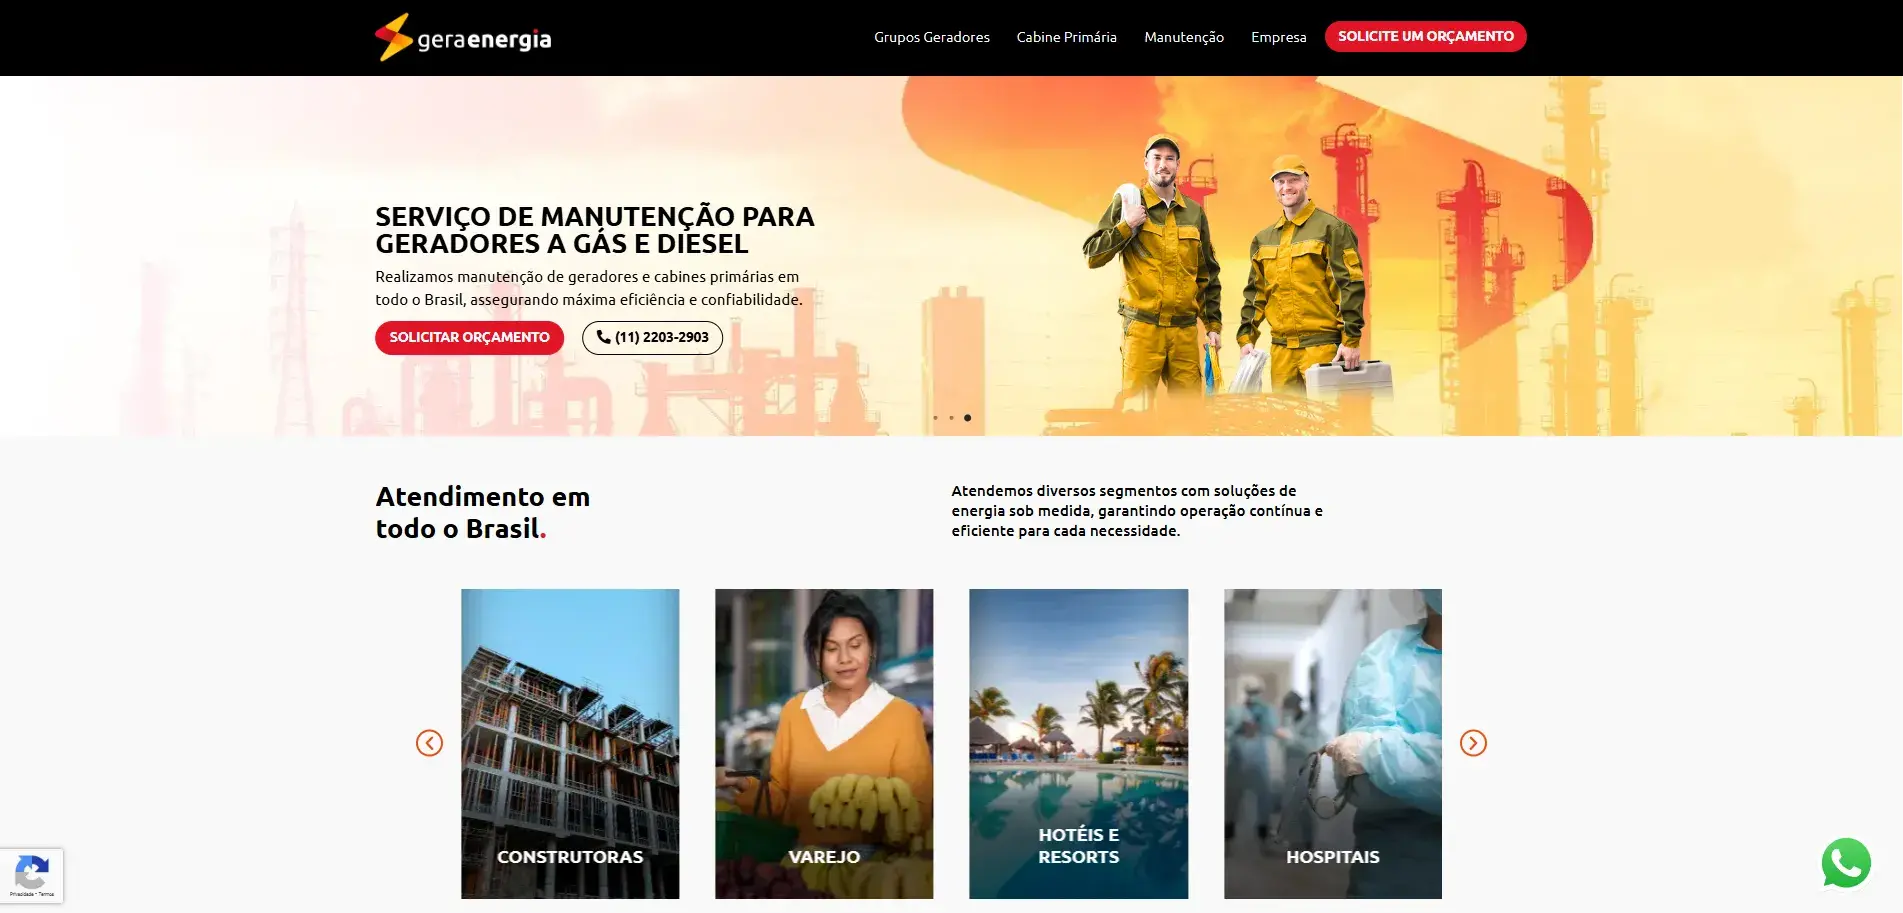 geraenergia
Grupos Geradores
Cabine Primária
Manutenção
Empresa
SOLICITE UM ORÇAMENTO
SERVIÇO DE MANUTENÇÃO PARA
GERADORES A GÁS E DIESEL
Realizamos manutenção de geradores e cabines primárias em
todo o Brasil, assegurando máxima eficiência e confiabilidade.
SOLICITAR ORÇAMENTO
(11) 2203-2903
Atendimento em
todo o Brasil.
Atendemos diversos segmentos com soluções de
energia sob medida, garantindo operação contínua e
eficiente para cada necessidade.
CONSTRUTORAS
VAREJO
HOTÉIS E
RESORTS
HOSPITAIS
Privacidade - Termos